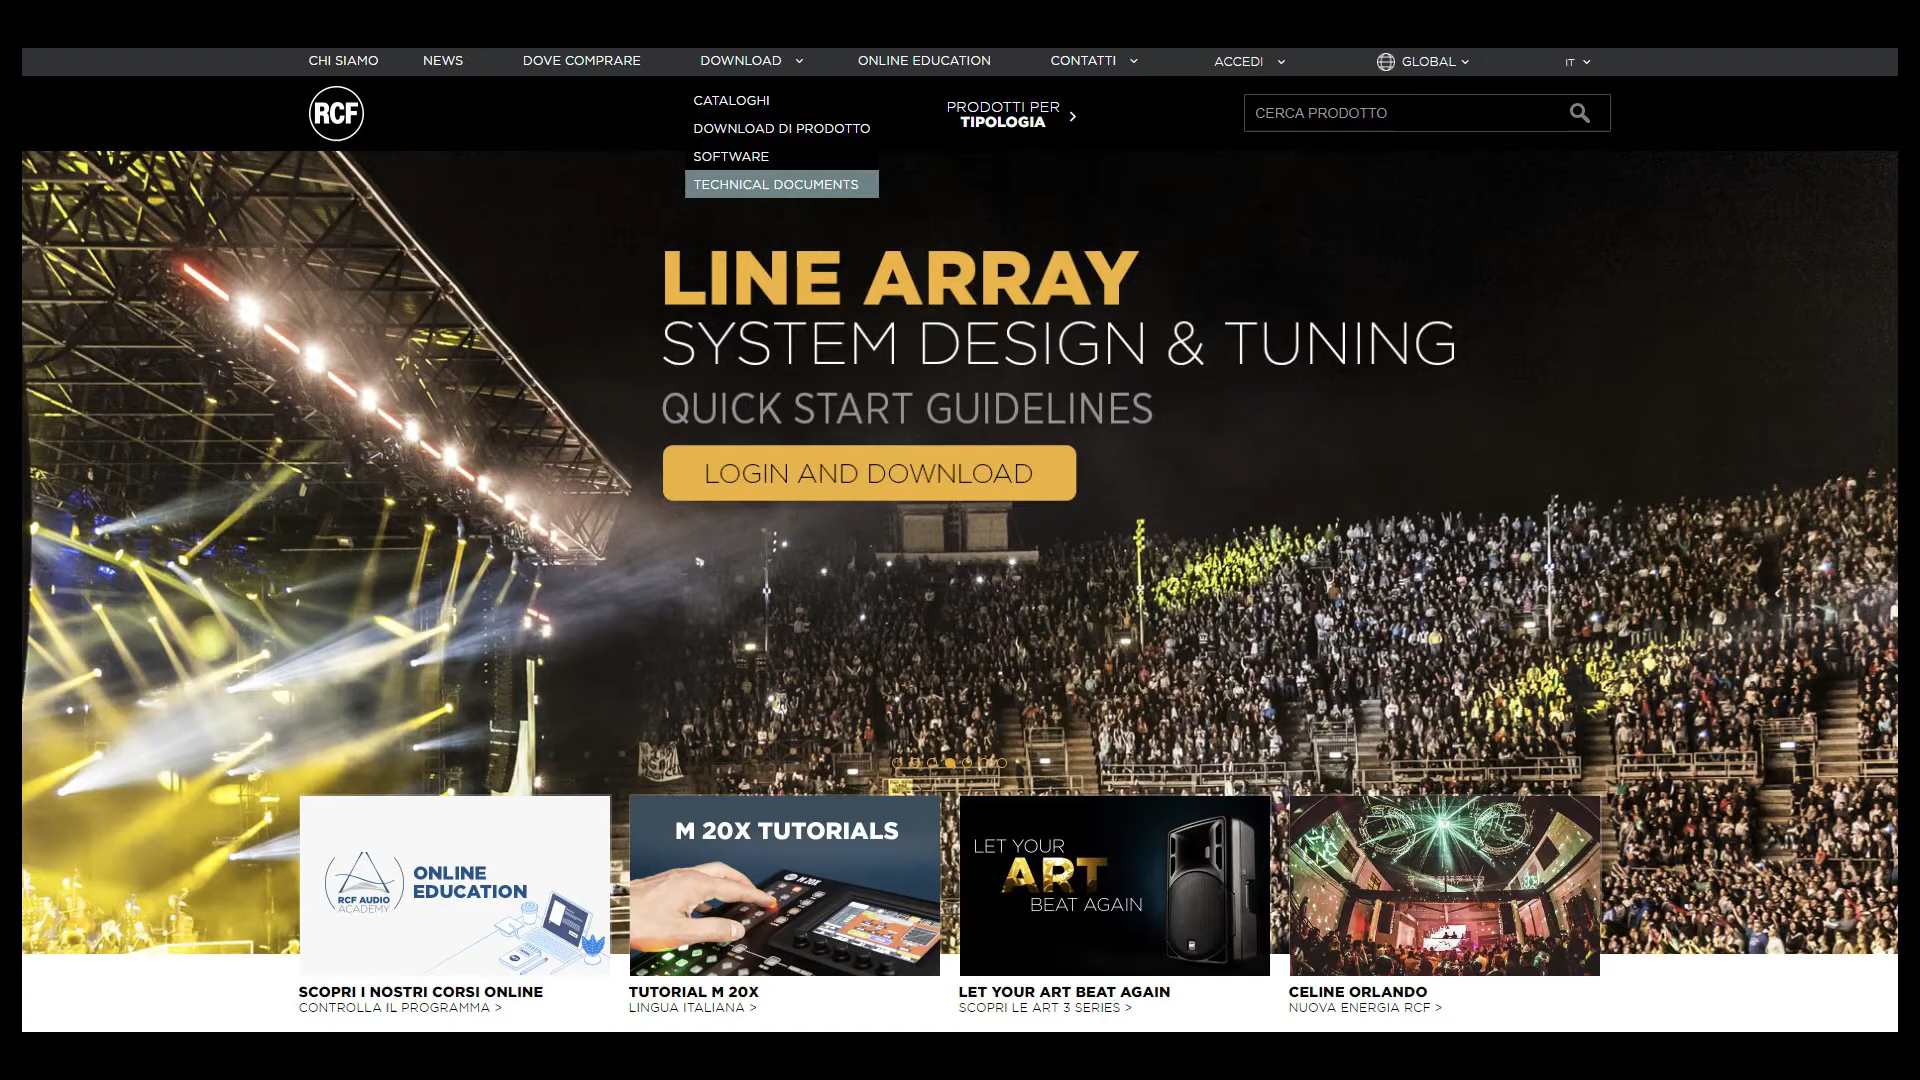 CHI SIAMO
NEWS
DOVE COMPRARE
DOWNLOAD
ONLINE EDUCATION
CONTATTI
ACCEDI
GLOBAL
IT
RCF
CATALOGHI
DOWNLOAD DI PRODOTTO
SOFTWARE
TECHNICAL DOCUMENTS
PRODOTTI PER
TIPOLOGIA
CERCA PRODOTTO
LINE ARRAY
SYSTEM DESIGN & TUNING
QUICK START GUIDELINES
LOGIN AND DOWNLOAD
RCF AUDIO
ACADEMY
ONLINE
EDUCATION
M 20X TUTORIALS
M 20X
LET YOUR
ART
BEAT AGAIN
SCOPRI I NOSTRI CORSI ONLINE
CONTROLLA IL PROGRAMMA >
TUTORIAL M 20X
LINGUA ITALIANA >
LET YOUR ART BEAT AGAIN
SCOPRI LE ART 3 SERIES >
CELINE ORLANDO
NUOVA ENERGIA RCF >